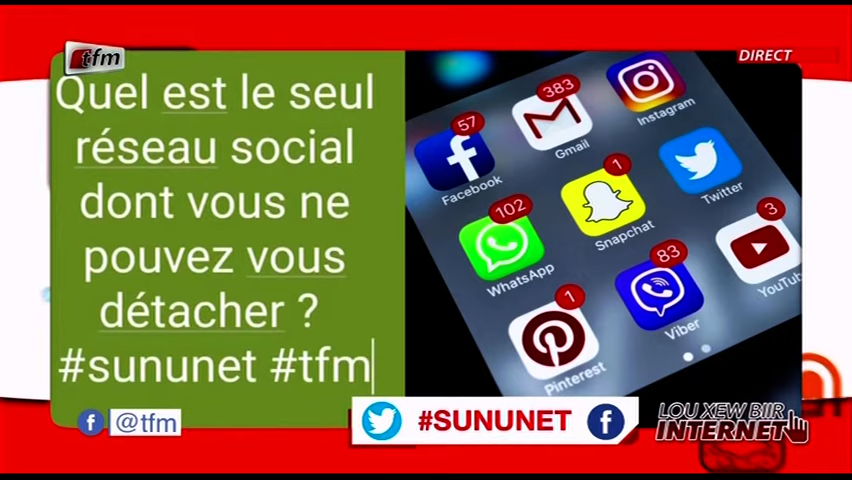 tfm
DIRECT
Quel est le seul
réseau social
dont vous ne
pouvez vous
détacher ?
#sununet #tfm
@tfm
57
Facebook
383
Gmail
Instagram
102
WhatsApp
1
Snapchat
Twitter
1
Pinterest
83
Viber
3
YouTub
#SUNUNET
LOU XEW BIIR
INTERNET